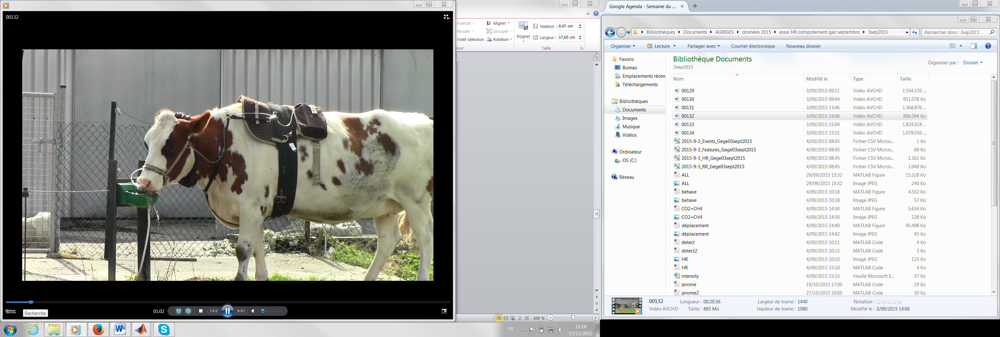 00132
Recherche
01:02
Avancer
Reculer
Volet Sélection
Aligner
Grouper
Rotation
Rogner
Hauteur : 8,47 cm
Largeur : 17,65 cm
Taille
100 %
FR
15:14
17/11/2015
Google Agenda - Semaine du ...
Bibliothèques
Documents
AGRIGES
données 2015
essai HR compotement gaz septembre
3sep2015
Rechercher dans : 3sep2015
Organiser
Lecture
Partager avec
Courrier électronique
Nouveau dossier
Favoris
Bureau
Emplacements récen
Téléchargements
Bibliothèques
Documents
Images
Musique
Vidéos
Ordinateur
OS (C:)
Réseau
Bibliothèque Documents
3sep2015
Organiser par : Dossier
Nom Modifié le Type Taille
00129 3/09/2015 09:21 Vidéo AVCHD 1.554.570 ...
00130 3/09/2015 09:44 Vidéo AVCHD 951.078 Ko
00131 3/09/2015 13:46 Vidéo AVCHD 1.368.870 ...
00132 3/09/2015 14:06 Vidéo AVCHD 906.594 Ko
00133 3/09/2015 15:04 Vidéo AVCHD 1.824.018 ...
00134 3/09/2015 15:31 Vidéo AVCHD 1.079.550 ...
2015-9-3_Events_Gege03sept2015 4/09/2015 08:45 Fichier CSV Micros... 1 Ko
2015-9-3_Features_Gege03sept2015 4/09/2015 08:45 Fichier CSV Micros... 69 Ko
2015-9-3_HR_Gege03sept2015 4/09/2015 08:45 Fichier CSV Micros... 1.161 Ko
2015-9-3_RR_Gege03sept2015 4/09/2015 08:45 Fichier CSV Micros... 1.049 Ko
ALL 29/09/2015 15:32 MATLAB Figure 15.328 Ko
ALL 29/09/2015 15:32 Image JPEG 240 Ko
behave 4/09/2015 10:18 MATLAB Figure 4.532 Ko
behave 4/09/2015 10:18 Image JPEG 57 Ko
CO2+CH4 4/09/2015 14:50 MATLAB Figure 5.634 Ko
CO2+CH4 4/09/2015 14:50 Image JPEG 128 Ko
déplacement 4/09/2015 14:40 MATLAB Figure 45.498 Ko
déplacement 4/09/2015 14:42 Image JPEG 45 Ko
detect 4/09/2015 10:11 MATLAB Code 4 Ko
detect2 4/09/2015 10:15 MATLAB Code 3 Ko
HR 4/09/2015 10:10 Image JPEG 123 Ko
HR 4/09/2015 15:10 MATLAB Code 4 Ko
intensity 4/09/2015 15:33 Feuille Microsoft E... 37 Ko
jerome 19/10/2015 17:00 MATLAB Code 29 Ko
jerome2 27/10/2015 10:05 MATLAB Code 30 Ko
00132 Longueur : 00:20:36 Largeur de trame : 1440 Notation :
Vidéo AVCHD Taille : 885 Mo Hauteur de trame : 1080 Modifié le : 3/09/2015 14:06